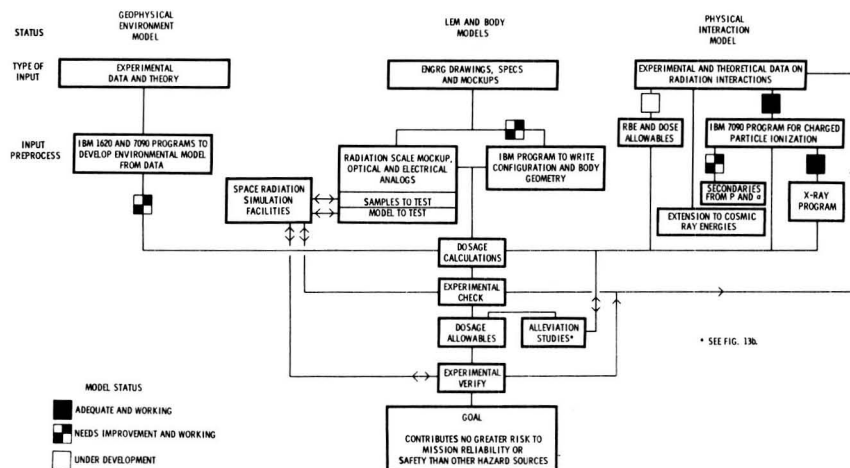 GEOPHYSICAL
ENVIRONMENT
MODEL
LEM AND BODY
MODELS
PHYSICAL
INTERACTION
MODEL
STATUS
TYPE OF
INPUT
EXPERIMENTAL
DATA AND THEORY
ENGRG DRAWINGS, SPECS
AND MOCKUPS
EXPERIMENTAL AND THEORETICAL DATA ON
RADIATION INTERACTIONS
INPUT
PREPROCESS
IBM 1620 AND 7090 PROGRAMS TO
DEVELOP ENVIRONMENTAL MODEL
FROM DATA
RADIATION SCALE MOCKUP,
OPTICAL AND ELECTRICAL
ANALOGS
SAMPLES TO TEST
MODEL TO TEST
IBM PROGRAM TO WRITE
CONFIGURATION AND BODY
GEOMETRY
RBE AND DOSE
ALLOWABLES
IBM 7090 PROGRAM FOR CHARGED
PARTICLE IONIZATION
SPACE RADIATION
SIMULATION
FACILITIES
SECONDARIES
FROM P AND α
X-RAY
PROGRAM
EXTENSION TO COSMIC
RAY ENERGIES
DOSAGE
CALCULATIONS
EXPERIMENTAL
CHECK
DOSAGE
ALLOWABLES
ALLEVIATION
STUDIES*
* SEE FIG. 13b.
EXPERIMENTAL
VERIFY
GOAL
CONTRIBUTES NO GREATER RISK TO
MISSION RELIABILITY OR
SAFETY THAN OTHER HAZARD SOURCES
MODEL STATUS
ADEQUATE AND WORKING
NEEDS IMPROVEMENT AND WORKING
UNDER DEVELOPMENT